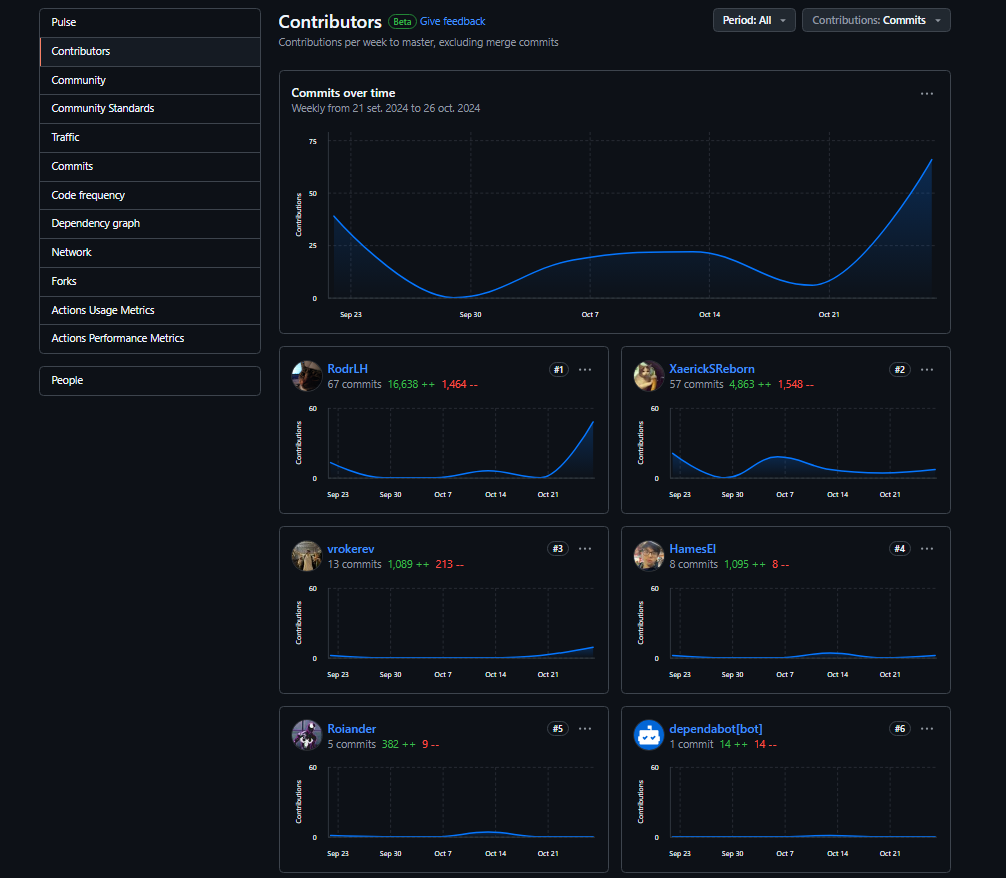 Pulse
Contributors
Community
Community Standards
Traffic
Commits
Code frequency
Dependency graph
Network
Forks
Actions Usage Metrics
Actions Performance Metrics
People
Contributors Beta Give feedback
Period: All
Contributions: Commits
Contributions per week to master, excluding merge commits
Commits over time
Weekly from 21 set. 2024 to 26 oct. 2024
Contributions
75
50
25
0
Sep 23 Sep 30 Oct 7 Oct 14 Oct 21
RodrLH #1
67 commits 16,638 ++ 1,464 --
Contributions
60
0
Sep 23 Sep 30 Oct 7 Oct 14 Oct 21
XaerickSReborn #2
57 commits 4,863 ++ 1,548 --
Contributions
60
0
Sep 23 Sep 30 Oct 7 Oct 14 Oct 21
vrokerev #3
13 commits 1,089 ++ 213 --
Contributions
60
0
Sep 23 Sep 30 Oct 7 Oct 14 Oct 21
HamesEl #4
8 commits 1,095 ++ 8 --
Contributions
60
0
Sep 23 Sep 30 Oct 7 Oct 14 Oct 21
Roiander #5
5 commits 382 ++ 9 --
Contributions
60
0
Sep 23 Sep 30 Oct 7 Oct 14 Oct 21
dependabot[bot] #6
1 commit 14 ++ 14 --
Contributions
60
0
Sep 23 Sep 30 Oct 7 Oct 14 Oct 21